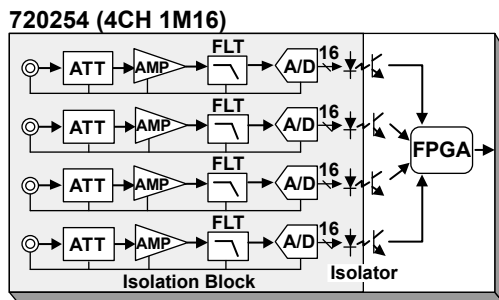 720254 (4CH 1M16)
FLT
16
ATT
AMP
A/D
FLT
16
ATT
AMP
A/D
FPGA
FLT
16
ATT
AMP
A/D
FLT
16
ATT
AMP
A/D
Isolation Block
Isolator